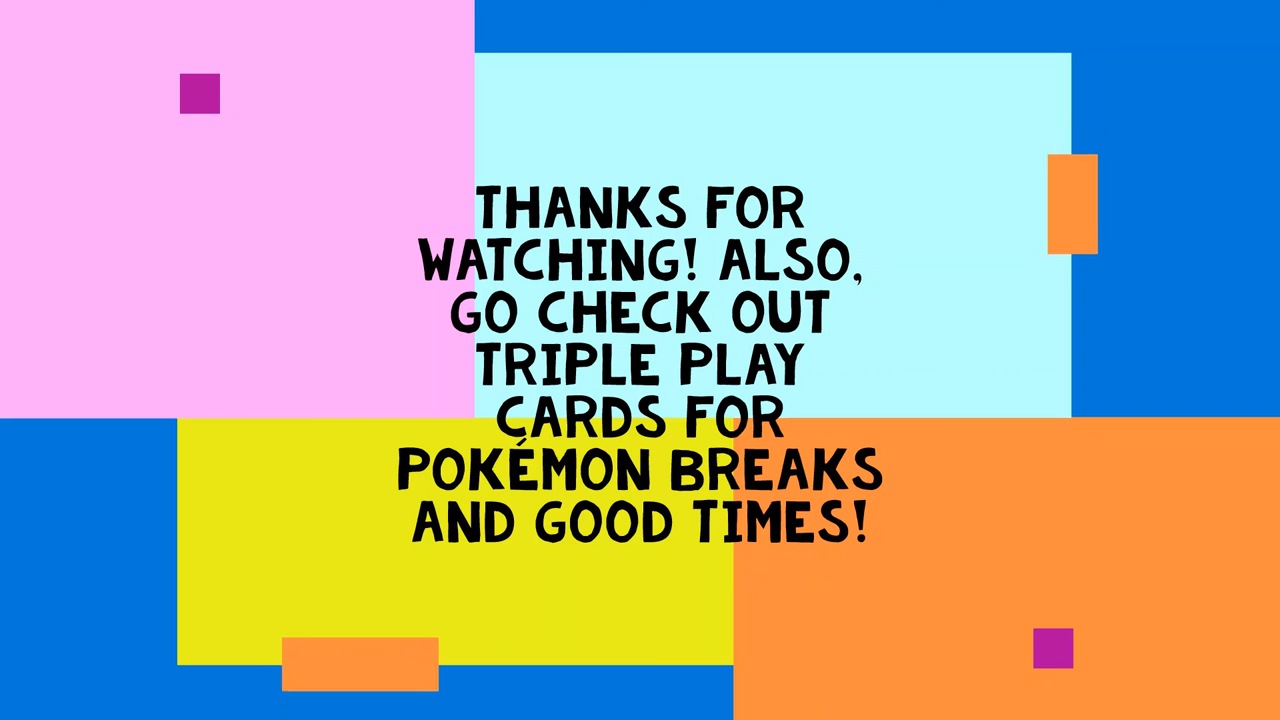 THANKS FOR
WATCHING! ALSO,
GO CHECK OUT
TRIPLE PLAY
CARDS FOR
POKÉMON BREAKS
AND GOOD TIMES!